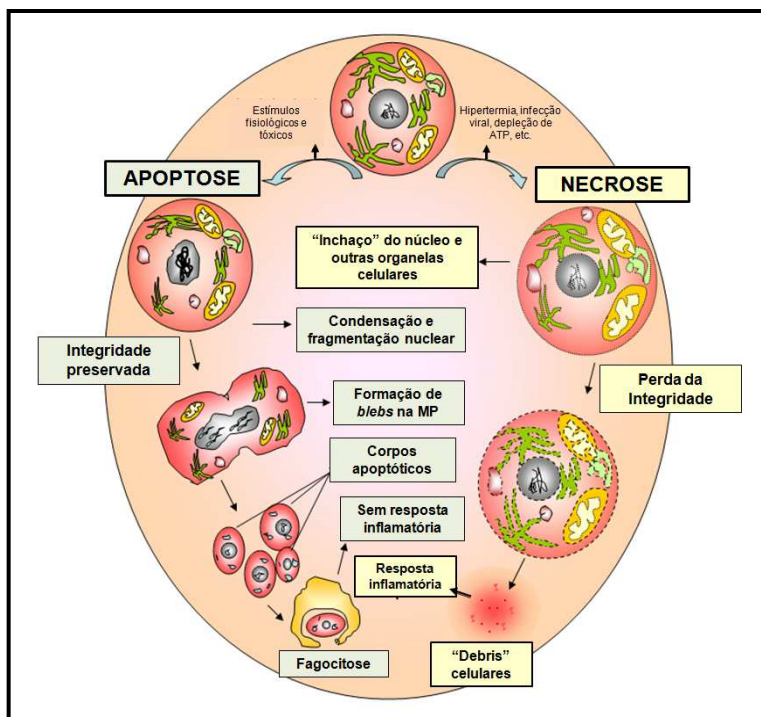 Estímulos
fisiológicos e
tóxicos
Hipertermia, infecção
viral, depleção de
ATP, etc.
APOPTOSE
NECROSE
“Inchaço” do núcleo e
outras organelas
celulares
Condensação e
fragmentação nuclear
Integridade
preservada
Perda da
Integridade
Formação de
blebs na MP
Corpos
apoptóticos
Sem resposta
inflamatória
Resposta
inflamatória
Fagocitose
“Debris”
celulares